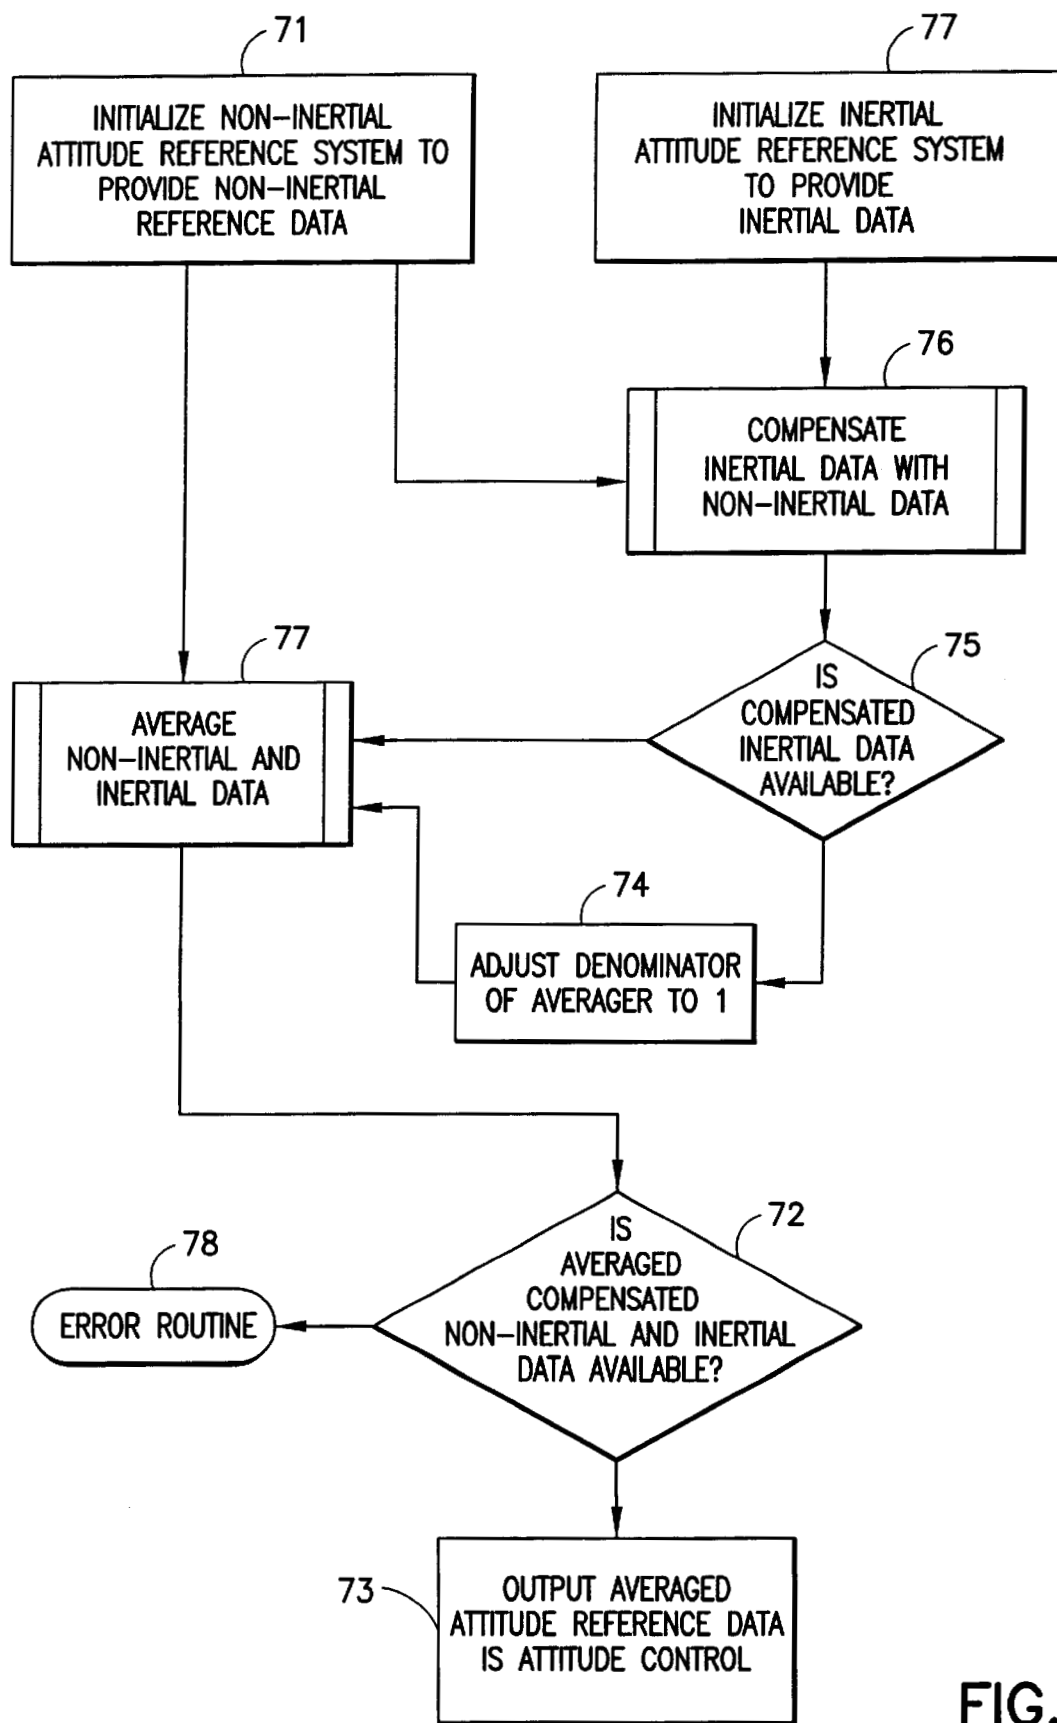 71
INITIALIZE NON-INERTIAL
ATTITUDE REFERENCE SYSTEM TO
PROVIDE NON-INERTIAL
REFERENCE DATA
77
INITIALIZE INERTIAL
ATTITUDE REFERENCE SYSTEM
TO PROVIDE
INERTIAL DATA
76
COMPENSATE
INERTIAL DATA WITH
NON-INERTIAL DATA
75
IS
COMPENSATED
INERTIAL DATA
AVAILABLE?
77
AVERAGE
NON-INERTIAL AND
INERTIAL DATA
74
ADJUST DENOMINATOR
OF AVERAGER TO 1
72
IS
AVERAGED
COMPENSATED
NON-INERTIAL AND INERTIAL
DATA AVAILABLE?
78
ERROR ROUTINE
73
OUTPUT AVERAGED
ATTITUDE REFERENCE DATA
IS ATTITUDE CONTROL
FIG.